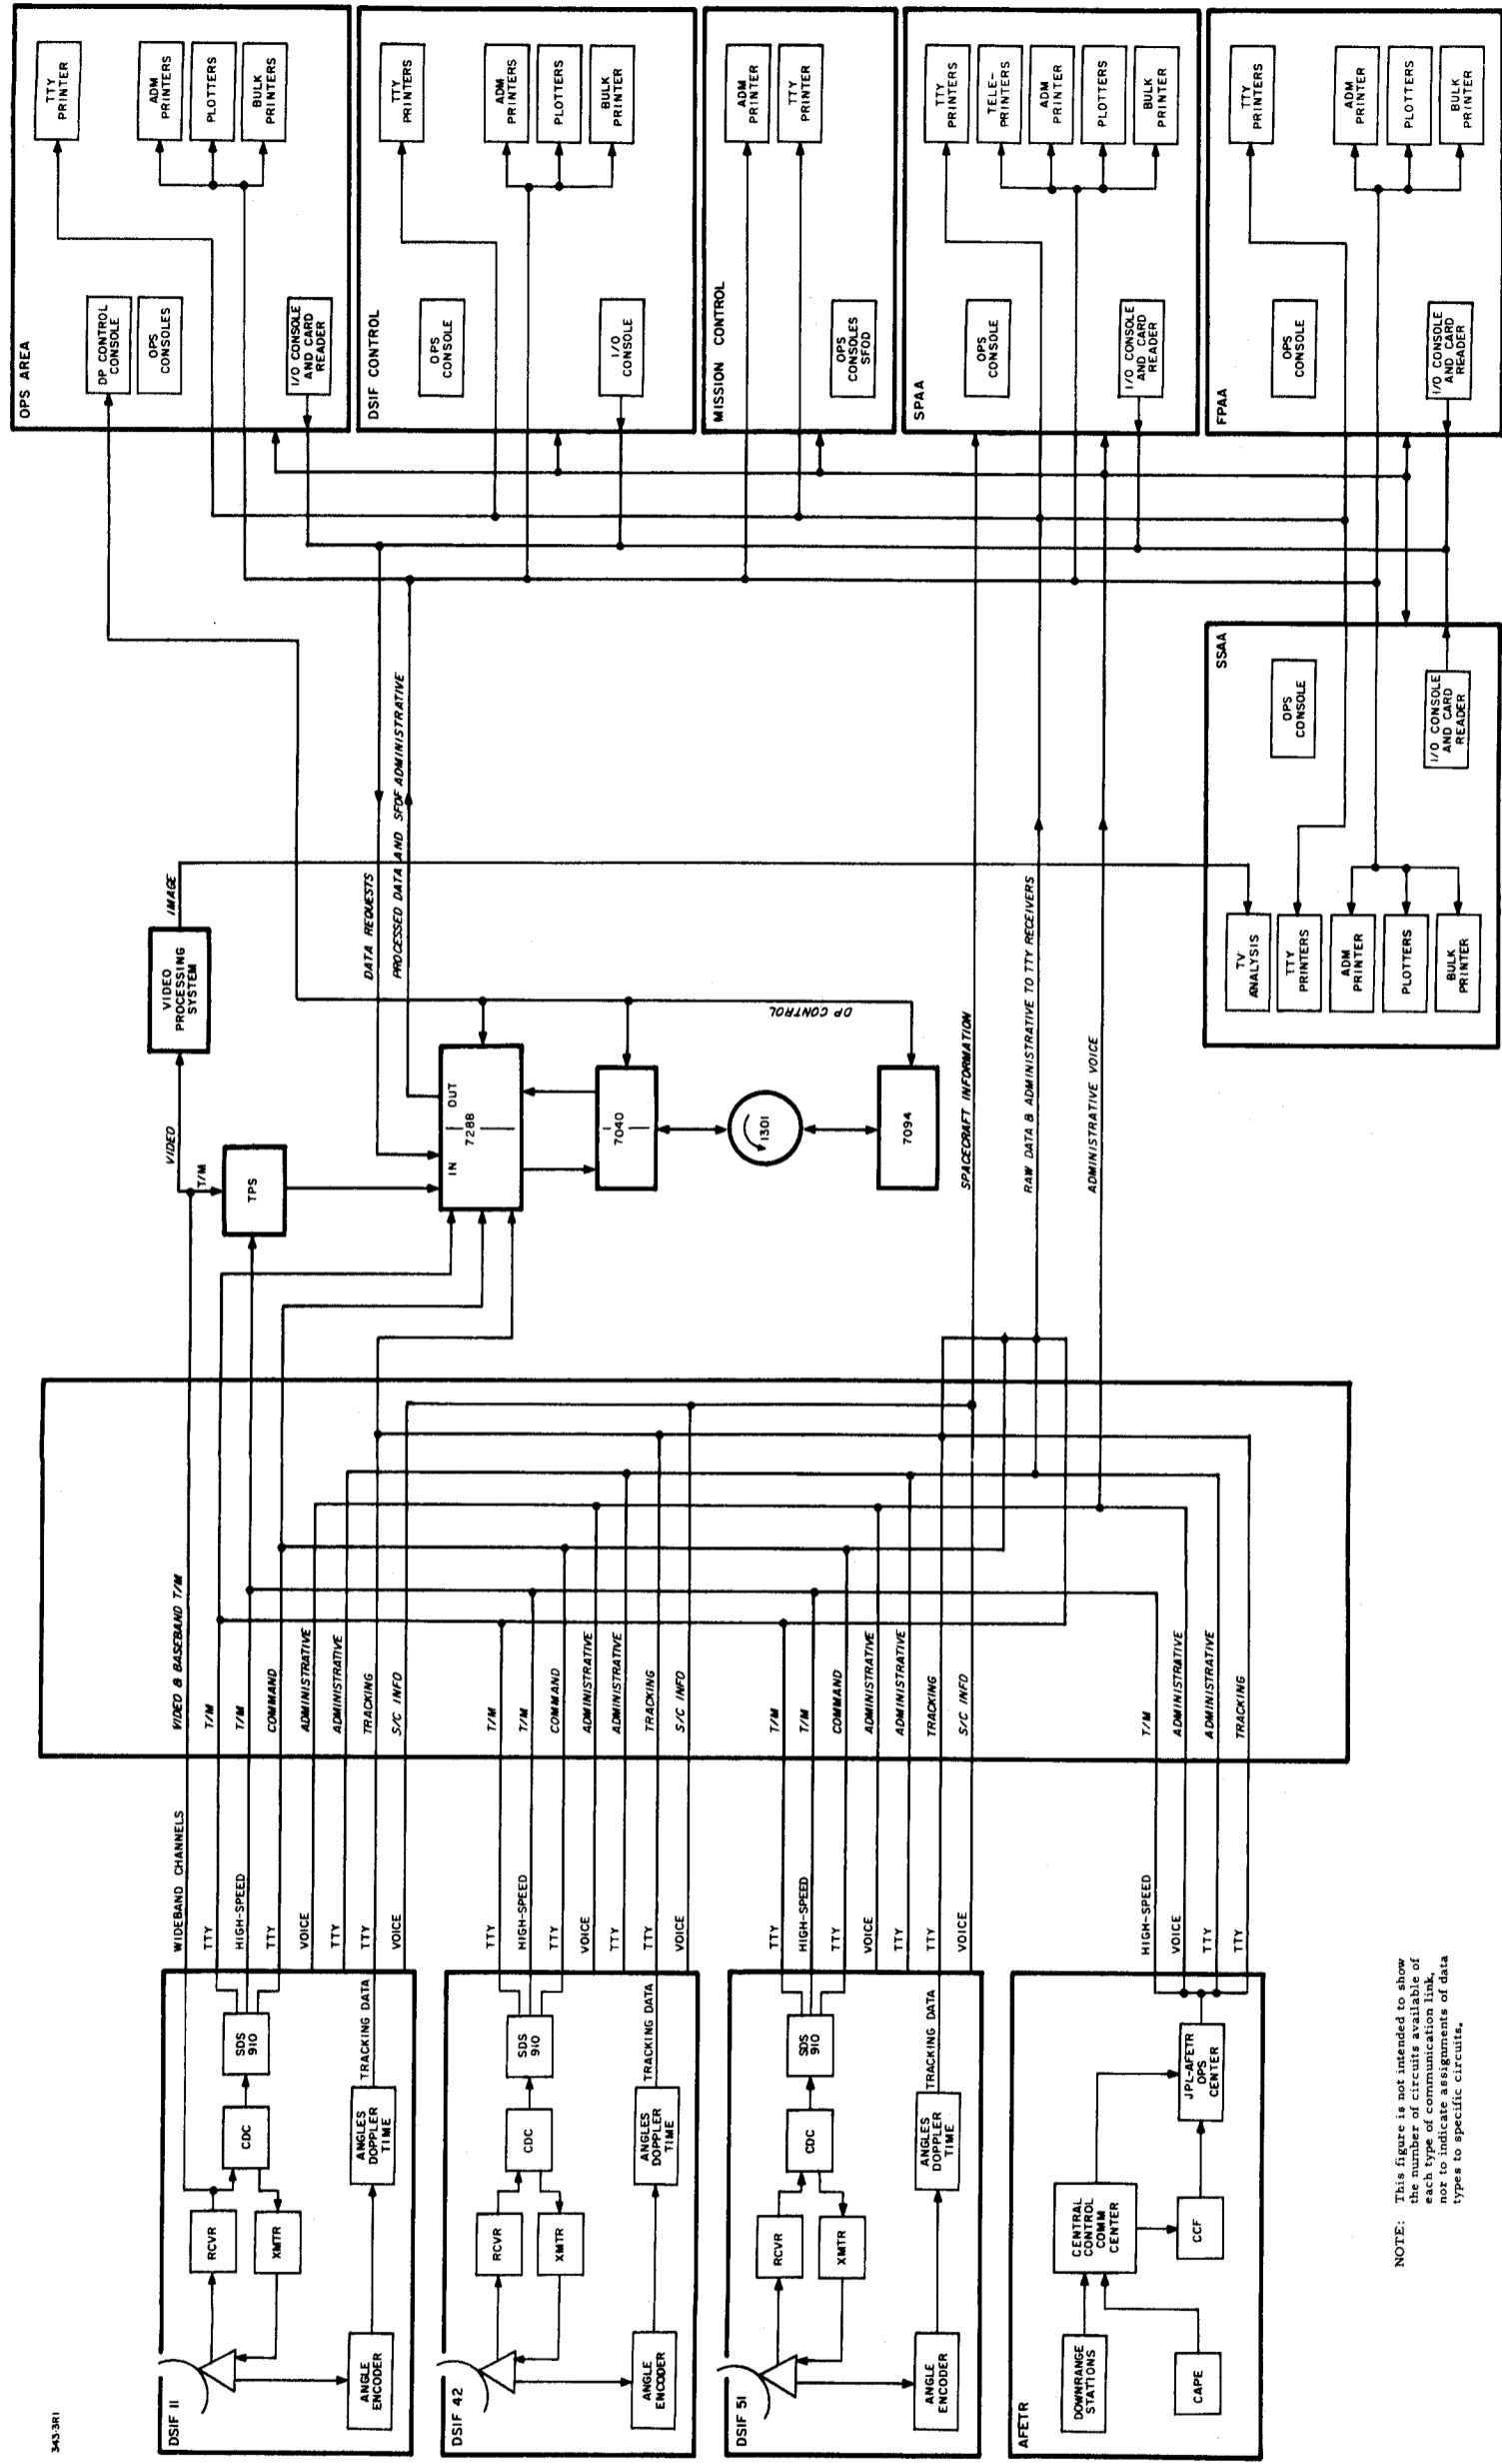 343-3R1
DSIF 11
RCVR
XMTR
ANGLE
ENCODER
CDC
SDS
910
ANGLES
DOPPLER
TIME
TRACKING DATA
WIDEBAND CHANNELS
TTY
HIGH-SPEED
TTY
VOICE
TTY
TTY
VOICE
VIDEO & BASEBAND T/M
T/M
T/M
COMMAND
ADMINISTRATIVE
ADMINISTRATIVE
TRACKING
S/C INFO
DSIF 42
RCVR
XMTR
ANGLE
ENCODER
CDC
SDS
910
ANGLES
DOPPLER
TIME
TRACKING DATA
TTY
HIGH-SPEED
TTY
VOICE
TTY
TTY
VOICE
T/M
T/M
COMMAND
ADMINISTRATIVE
ADMINISTRATIVE
TRACKING
S/C INFO
DSIF 51
RCVR
XMTR
ANGLE
ENCODER
CDC
SDS
910
ANGLES
DOPPLER
TIME
TRACKING DATA
TTY
HIGH-SPEED
TTY
VOICE
TTY
TTY
VOICE
T/M
T/M
COMMAND
ADMINISTRATIVE
ADMINISTRATIVE
TRACKING
S/C INFO
AFETR
DOWNRANGE
STATIONS
CAPE
CENTRAL
CONTROL
COMM
CENTER
CCF
JPL-AFETR
OPS
CENTER
HIGH-SPEED
VOICE
TTY
TTY
T/M
ADMINISTRATIVE
ADMINISTRATIVE
TRACKING
VIDEO
T/M
TPS
VIDEO
PROCESSING
SYSTEM
IMAGE
IN
OUT
7288
7040
1301
7094
DP CONTROL
DATA REQUESTS
PROCESSED DATA AND SFOF ADMINISTRATIVE
SPACECRAFT INFORMATION
RAW DATA & ADMINISTRATIVE TO TTY RECEIVERS
ADMINISTRATIVE VOICE
OPS AREA
DP CONTROL
CONSOLE
OPS
CONSOLES
I/O CONSOLE
AND CARD
READER
TTY
PRINTER
ADM
PRINTERS
PLOTTERS
BULK
PRINTERS
DSIF CONTROL
OPS
CONSOLE
I/O
CONSOLE
TTY
PRINTERS
ADM
PRINTERS
PLOTTERS
BULK
PRINTER
MISSION CONTROL
OPS
CONSOLES
SFOD
ADM
PRINTER
TTY
PRINTER
SPAA
OPS
CONSOLE
I/O CONSOLE
AND CARD
READER
TTY
PRINTERS
TELE-
PRINTERS
ADM
PRINTER
PLOTTERS
BULK
PRINTER
FPAA
OPS
CONSOLE
I/O CONSOLE
AND CARD
READER
TTY
PRINTERS
ADM
PRINTER
PLOTTERS
BULK
PRINTER
SSAA
OPS
CONSOLE
I/O CONSOLE
AND CARD
READER
TV
ANALYSIS
TTY
PRINTERS
ADM
PRINTER
PLOTTERS
BULK
PRINTER
NOTE: This figure is not intended to show
the number of circuits available of
each type of communication link,
nor to indicate assignments of data
types to specific circuits.